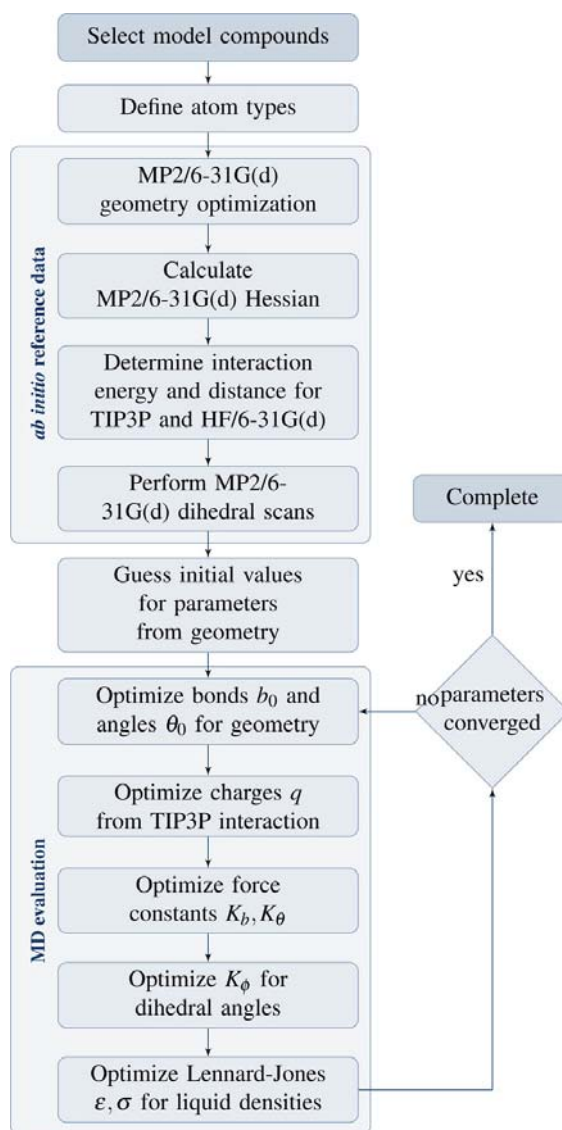 Select model compounds
Define atom types
ab initio reference data
MP2/6-31G(d)
geometry optimization
Calculate
MP2/6-31G(d) Hessian
Determine interaction
energy and distance for
TIP3P and HF/6-31G(d)
Perform MP2/6-
31G(d) dihedral scans
Guess initial values
for parameters
from geometry
MD evaluation
Optimize bonds b₀ and
angles θ₀ for geometry
Optimize charges q
from TIP3P interaction
Optimize force
constants K_b, K_θ
Optimize K_ϕ for
dihedral angles
Optimize Lennard-Jones
ε, σ for liquid densities
parameters
converged
no
yes
Complete